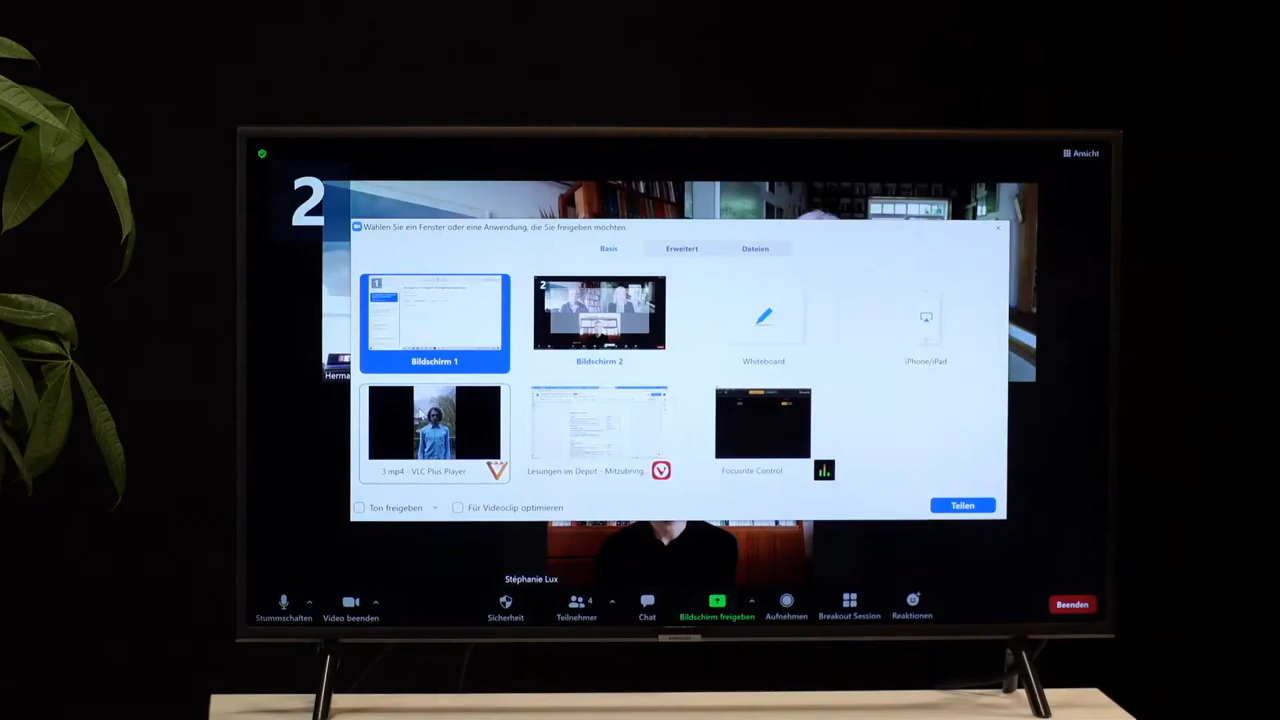 Ansicht
2
Wählen Sie ein Fenster oder eine Anwendung, die Sie freigeben möchten.
Basis
Erweitert
Dateien
1
2
Bildschirm 1
Bildschirm 2
Whiteboard
iPhone/iPad
Herma
3.mp4 - VLC Plus Player
Lesungen im Depot - Mitzubring...
Focusrite Control
Ton freigeben
Für Videoclip optimieren
Teilen
Stéphanie Lux
4
Stummschalten
Video beenden
Sicherheit
Teilnehmer
Chat
Bildschirm freigeben
Aufnehmen
Breakout Session
Reaktionen
Beenden
SAMSUNG